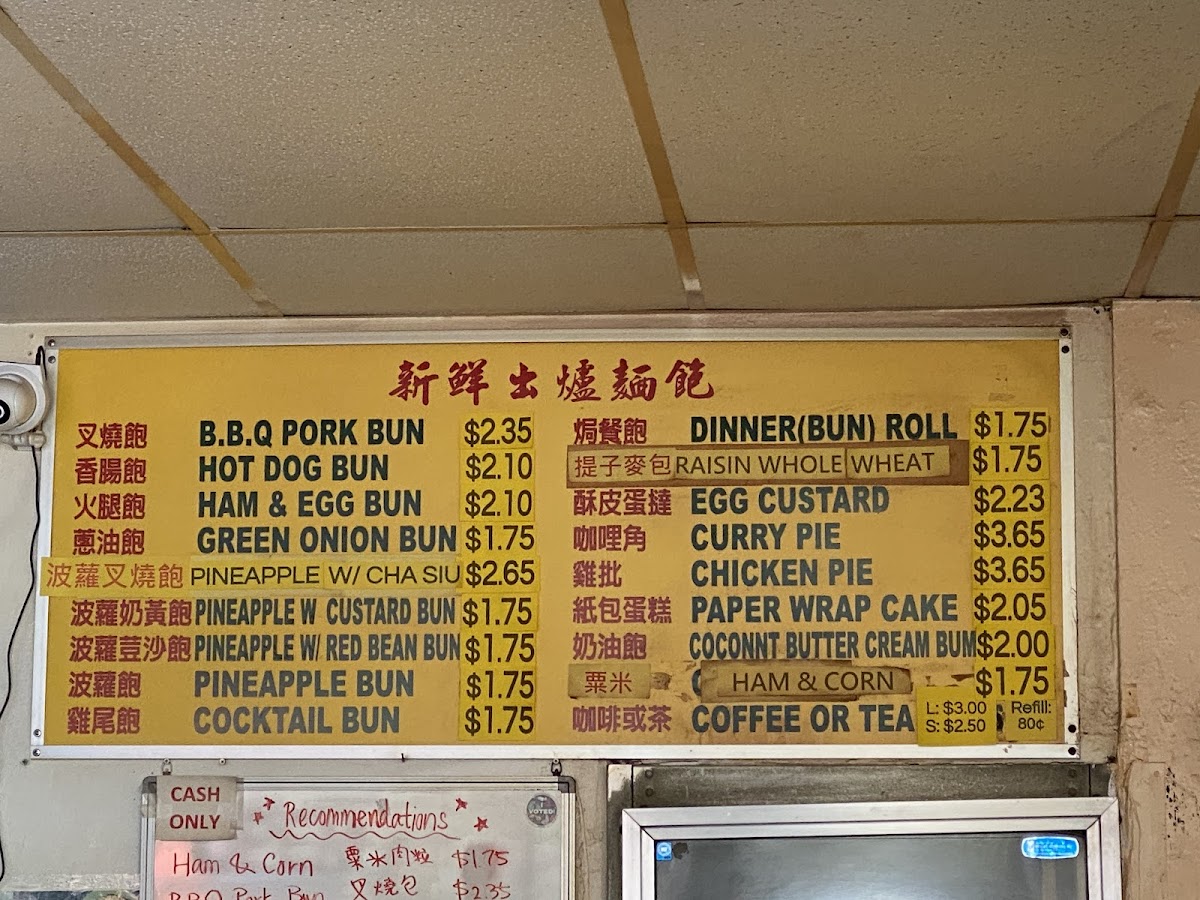 新鮮出爐麵飽
叉燒飽 B.B.Q PORK BUN $2.35
香腸飽 HOT DOG BUN $2.10
火腿飽 HAM & EGG BUN $2.10
蔥油飽 GREEN ONION BUN $1.75
波蘿叉燒飽 PINEAPPLE W/ CHA SIU $2.65
波蘿奶黃飽 PINEAPPLE W CUSTARD BUN $1.75
波蘿荳沙飽 PINEAPPLE W/ RED BEAN BUN $1.75
波蘿飽 PINEAPPLE BUN $1.75
雞尾飽 COCKTAIL BUN $1.75
焗餐飽 DINNER(BUN) ROLL $1.75
提子麥包 RAISIN WHOLE WHEAT $1.75
酥皮蛋撻 EGG CUSTARD $2.23
咖哩角 CURRY PIE $3.65
雞批 CHICKEN PIE $3.65
紙包蛋糕 PAPER WRAP CAKE $2.05
奶油飽 COCONNT BUTTER CREAM BUM $2.00
粟米 HAM & CORN $1.75
咖啡或茶 COFFEE OR TEA L: $3.00 Refill:
S: $2.50 80¢
CASH
ONLY
Recommendations
VOTED!
Ham & Corn 粟米肉粒 $1.75
B.B.Q Pork Bun 叉燒包 $2.35